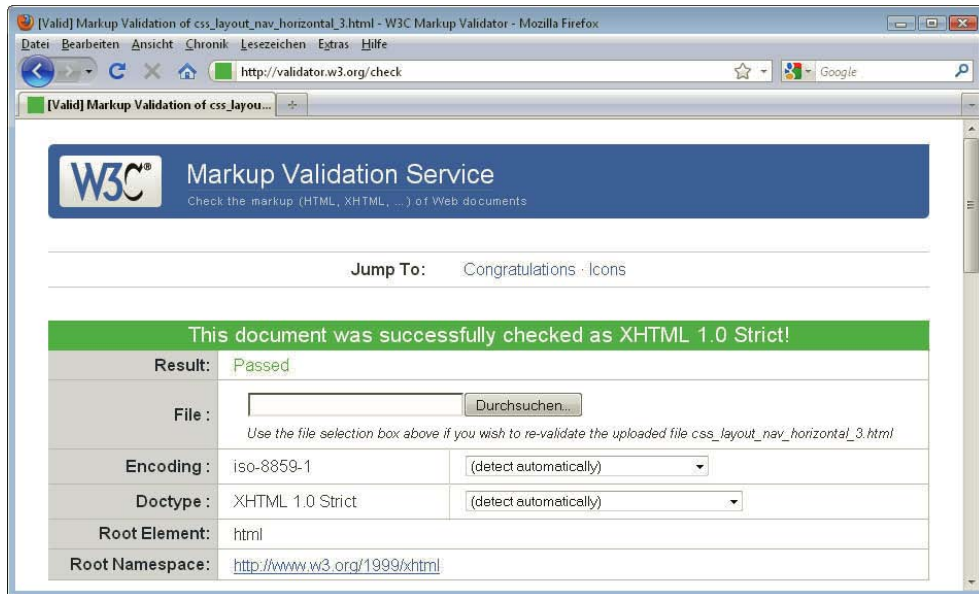 [Valid] Markup Validation of css_layout_nav_horizontal_3.html - W3C Markup Validator - Mozilla Firefox
Datei Bearbeiten Ansicht Chronik Lesezeichen Extras Hilfe
http://validator.w3.org/check
Google
[Valid] Markup Validation of css_layou...
W3C®
Markup Validation Service
Check the markup (HTML, XHTML, ...) of Web documents
Jump To: Congratulations · Icons
This document was successfully checked as XHTML 1.0 Strict!
Result: Passed
File : Durchsuchen...
Use the file selection box above if you wish to re-validate the uploaded file css_layout_nav_horizontal_3.html
Encoding : iso-8859-1 (detect automatically)
Doctype : XHTML 1.0 Strict (detect automatically)
Root Element: html
Root Namespace: http://www.w3.org/1999/xhtml